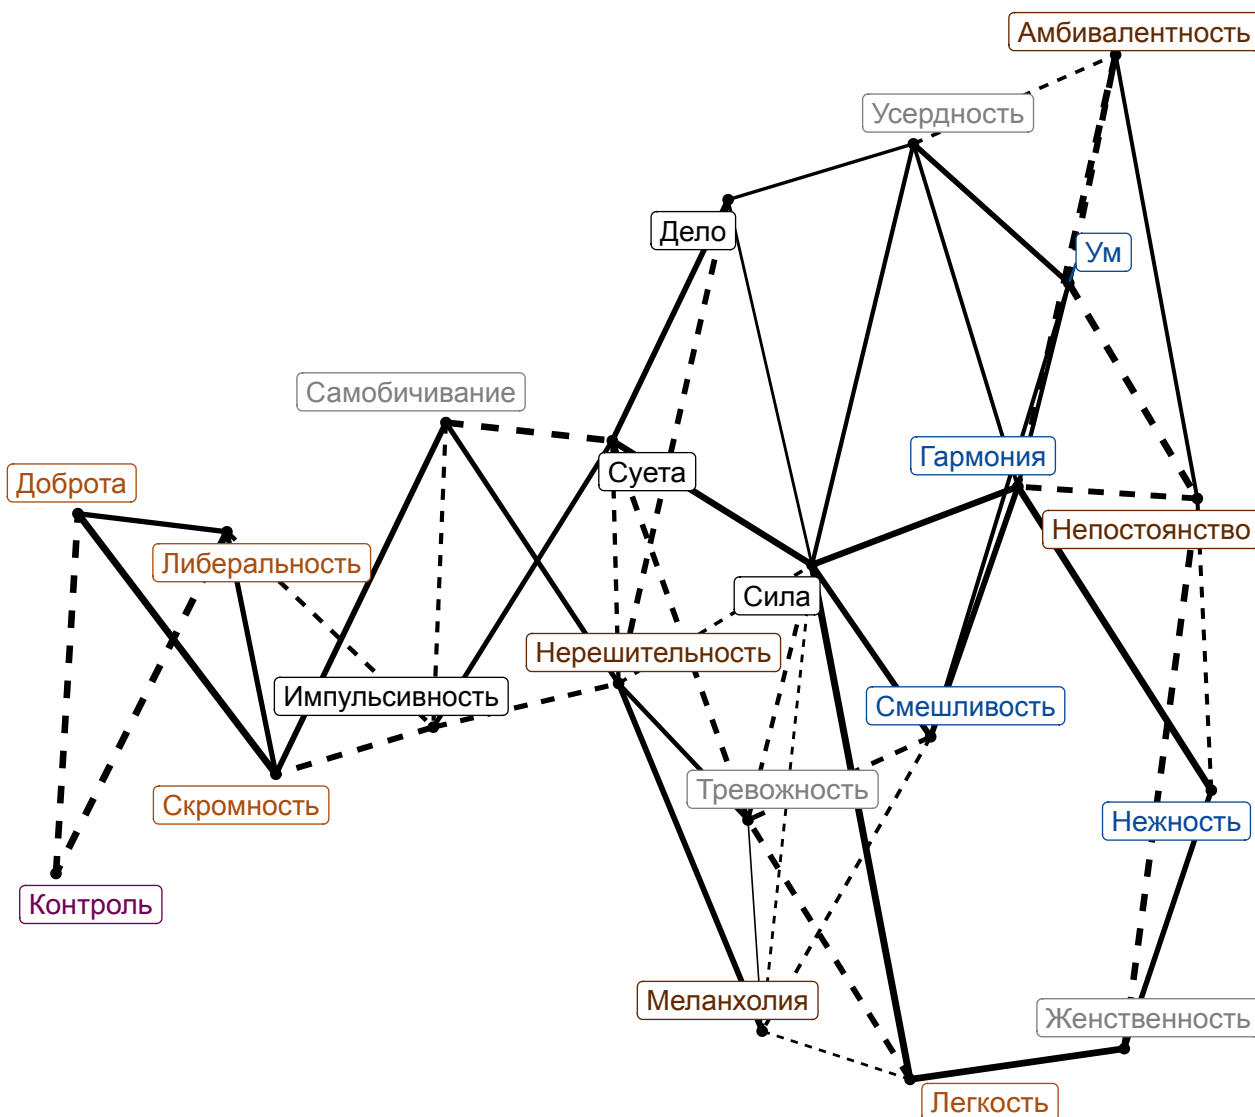 Амбивалентность
Усердность
Дело
Ум
Самобичивание
Гармония
Суета
Доброта
Непостоянство
Либеральность
Сила
Нерешительность
Импульсивность
Смешливость
Тревожность
Скромность
Нежность
Контроль
Меланхолия
Женственность
Легкость